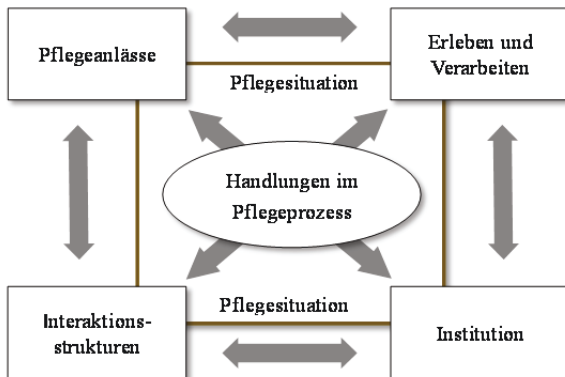 Pflegeanlässe
Erleben und
Verarbeiten
Pflegesituation
Handlungen im
Pflegeprozess
Pflegesituation
Interaktions-
strukturen
Institution